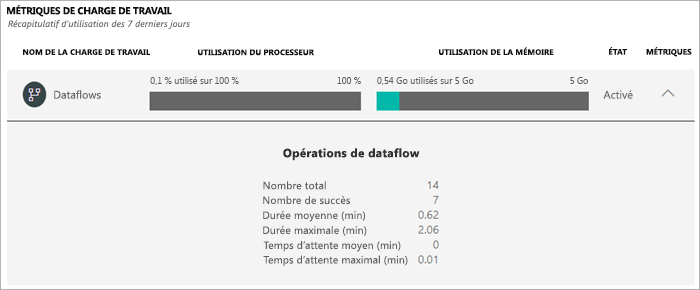 MÉTRIQUES DE CHARGE DE TRAVAIL
Récapitulatif d'utilisation des 7 derniers jours
NOM DE LA CHARGE DE TRAVAIL UTILISATION DU PROCESSEUR UTILISATION DE LA MÉMOIRE ÉTAT MÉTRIQUES
0,1 % utilisé sur 100 % 100 % 0,54 Go utilisés sur 5 Go 5 Go
Dataflows Activé
Opérations de dataflow
Nombre total 14
Nombre de succès 7
Durée moyenne (min) 0.62
Durée maximale (min) 2.06
Temps d'attente moyen (min) 0
Temps d'attente maximal (min) 0.01